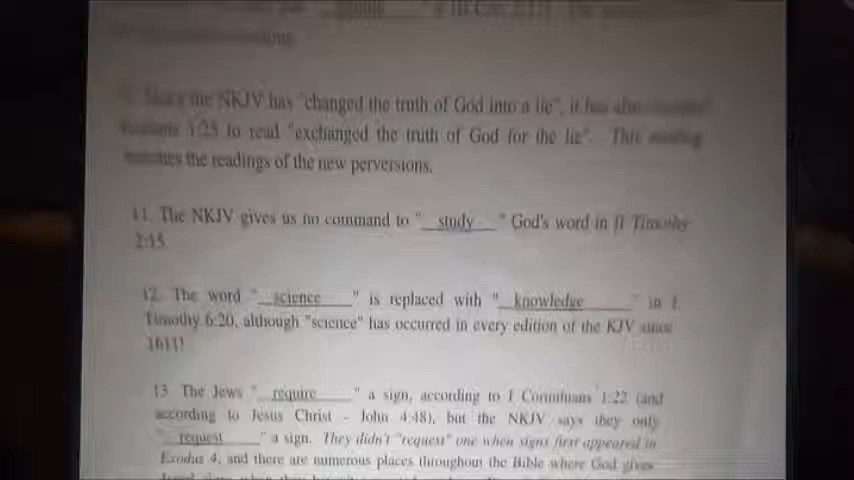 the NKJV has "changed the truth of God into a lie", it has also
1:25 to read "exchanged the truth of God for the lie". This reading
matches the readings of the new perversions.
11. The NKJV gives us no command to "study" God's word in II Timothy
2:15.
12. The word "science" is replaced with "knowledge" in I
Timothy 6:20, although "science" has occurred in every edition of the KJV since
1611!
13. The Jews "require" a sign, according to I Corinthians 1:22 (and
according to Jesus Christ - John 4:48), but the NKJV says they only
"request" a sign. They didn't "request" one when signs first appeared in
Exodus 4, and there are numerous places throughout the Bible where God gives